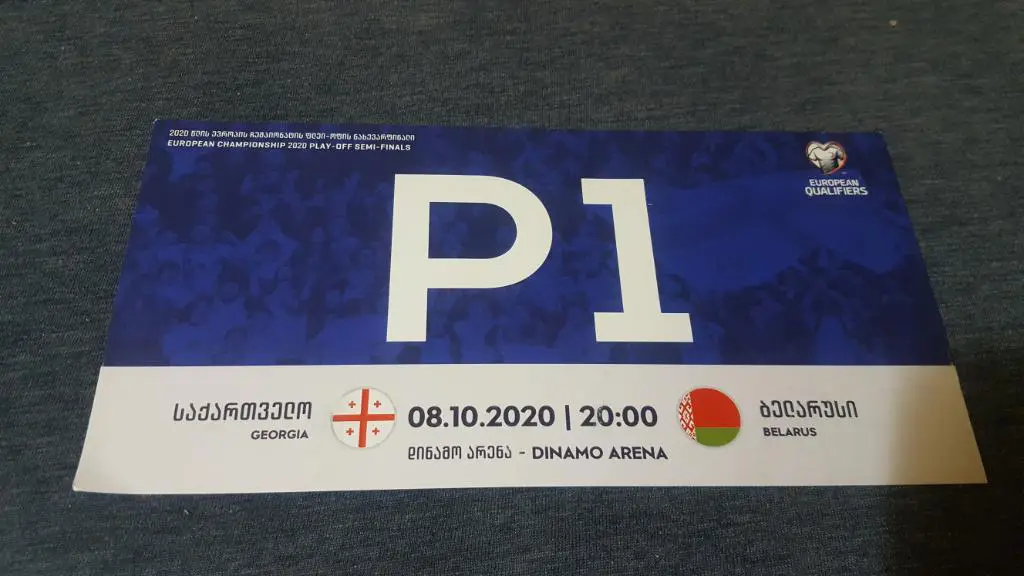 2020 წლის ევროპის ჩემპიონატის ფლეი-ოფის ნახევარფინალი
EUROPEAN CHAMPIONSHIP 2020 PLAY-OFF SEMI-FINALS
EUROPEAN
QUALIFIERS
P1
საქართველო
GEORGIA
08.10.2020 | 20:00
ბელარუსი
BELARUS
დინამო არენა - DINAMO ARENA